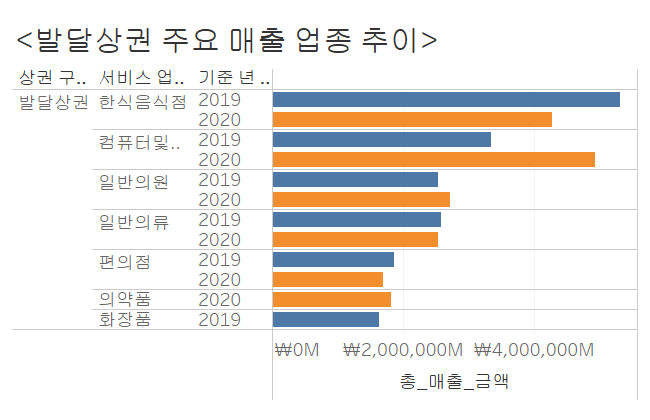 <발달상권 주요 매출 업종 추이>
상권 구.. 서비스 업.. 기준 년 ..
발달상권 한식음식점 2019
2020
컴퓨터및.. 2019
2020
일반의원 2019
2020
일반의류 2019
2020
편의점 2019
2020
의약품 2020
화장품 2019
₩0M ₩2,000,000M ₩4,000,000M
총_매출_금액